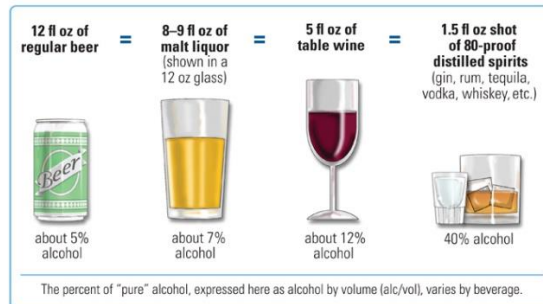 12 fl oz of
regular beer
=
8–9 fl oz of
malt liquor
(shown in a
12 oz glass)
=
5 fl oz of
table wine
=
1.5 fl oz shot
of 80-proof
distilled spirits
(gin, rum, tequila,
vodka, whiskey, etc.)
Beer
about 5%
alcohol
about 7%
alcohol
about 12%
alcohol
40% alcohol
The percent of “pure” alcohol, expressed here as alcohol by volume (alc/vol), varies by beverage.